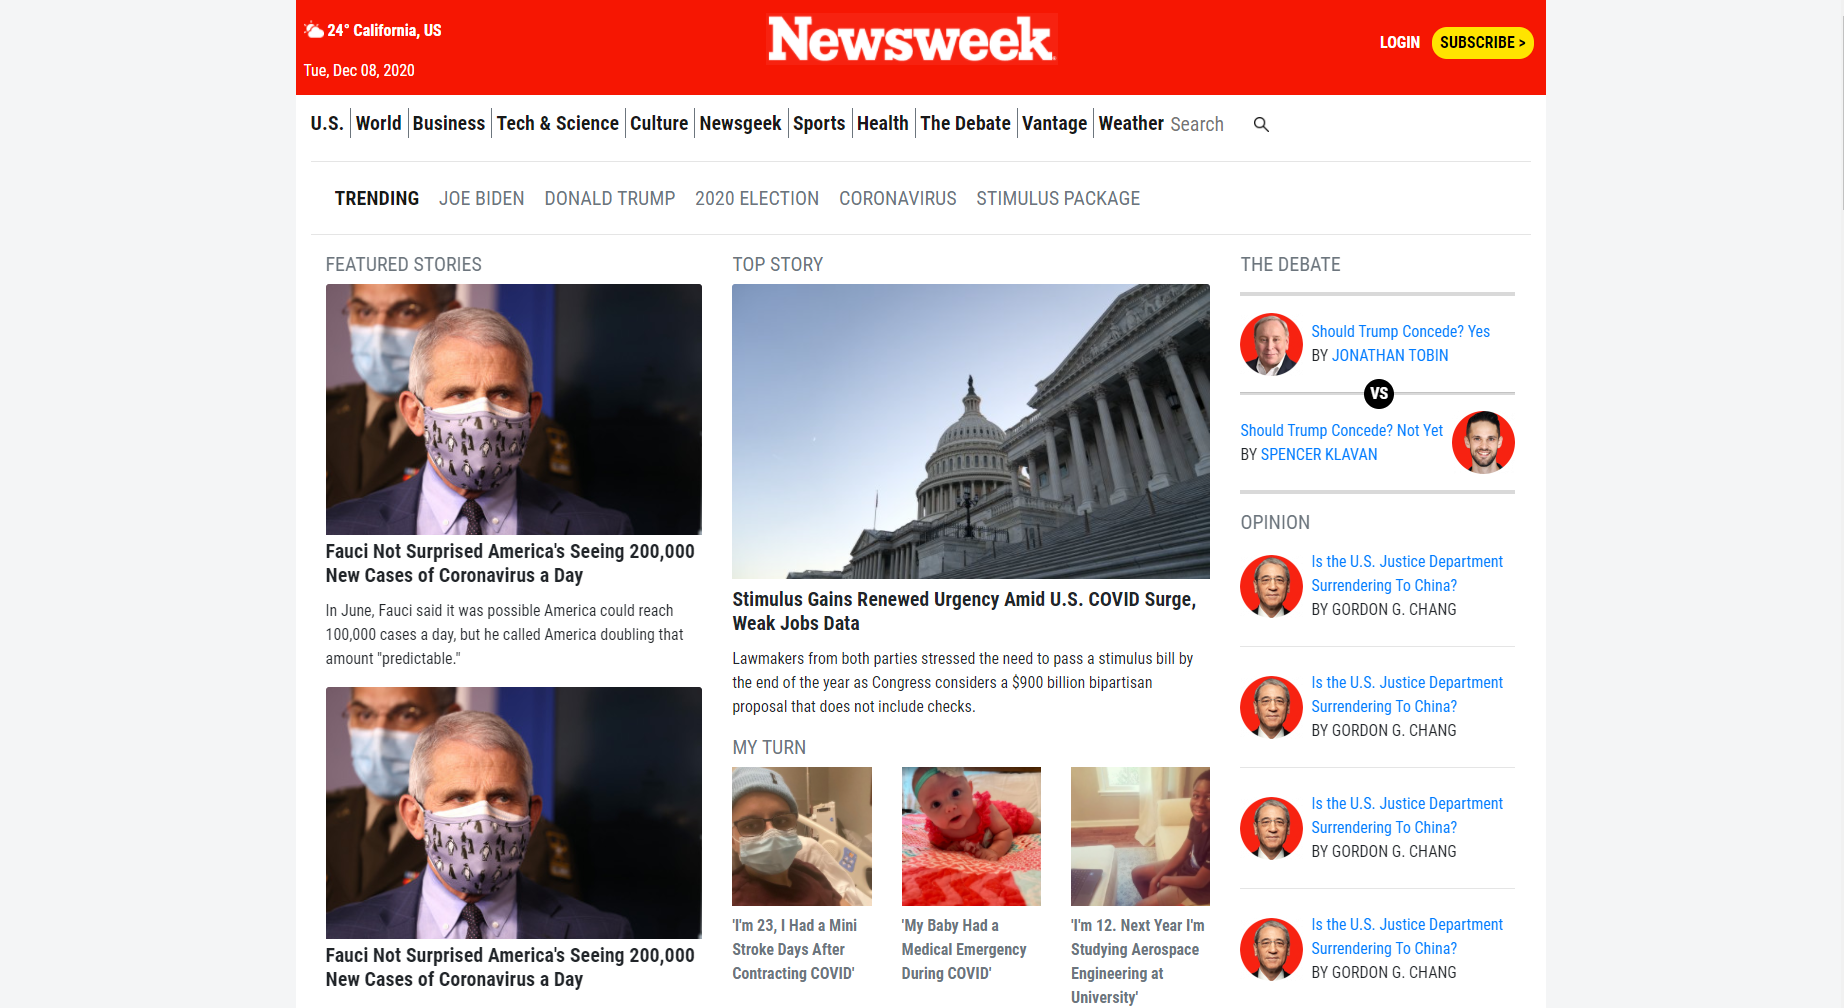 24° California, US
Tue, Dec 08, 2020
Newsweek
LOGIN
SUBSCRIBE >
U.S. World Business Tech & Science Culture Newsgeek Sports Health The Debate Vantage Weather Search
TRENDING JOE BIDEN DONALD TRUMP 2020 ELECTION CORONAVIRUS STIMULUS PACKAGE
FEATURED STORIES
Fauci Not Surprised America's Seeing 200,000
New Cases of Coronavirus a Day
In June, Fauci said it was possible America could reach
100,000 cases a day, but he called America doubling that
amount "predictable."
Fauci Not Surprised America's Seeing 200,000
New Cases of Coronavirus a Day
TOP STORY
Stimulus Gains Renewed Urgency Amid U.S. COVID Surge,
Weak Jobs Data
Lawmakers from both parties stressed the need to pass a stimulus bill by
the end of the year as Congress considers a $900 billion bipartisan
proposal that does not include checks.
MY TURN
'I'm 23, I Had a Mini
Stroke Days After
Contracting COVID'
'My Baby Had a
Medical Emergency
During COVID'
'I'm 12. Next Year I'm
Studying Aerospace
Engineering at
University'
THE DEBATE
Should Trump Concede? Yes
BY JONATHAN TOBIN
VS
Should Trump Concede? Not Yet
BY SPENCER KLAVAN
OPINION
Is the U.S. Justice Department
Surrendering To China?
BY GORDON G. CHANG
Is the U.S. Justice Department
Surrendering To China?
BY GORDON G. CHANG
Is the U.S. Justice Department
Surrendering To China?
BY GORDON G. CHANG
Is the U.S. Justice Department
Surrendering To China?
BY GORDON G. CHANG